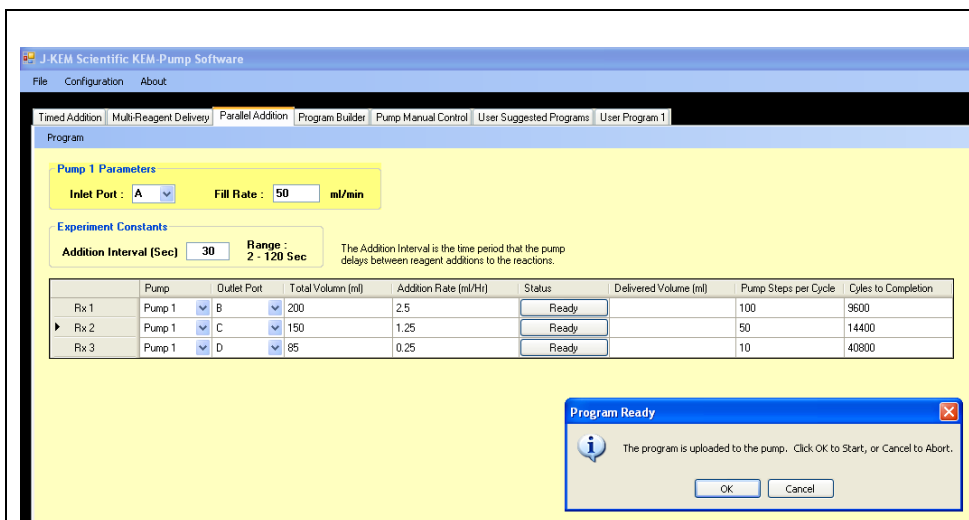 J-KEM Scientific KEM-Pump Software
File Configuration About
Timed Addition Multi-Reagent Delivery Parallel Addition Program Builder Pump Manual Control User Suggested Programs User Program 1
Program
Pump 1 Parameters
Inlet Port : A Fill Rate : 50 ml/min
Experiment Constants
Addition Interval (Sec) 30 Range : 2 - 120 Sec
The Addition Interval is the time period that the pump
delays between reagent additions to the reactions.
Pump Outlet Port Total Volumn (ml) Addition Rate (ml/Hr) Status Delivered Volume (ml) Pump Steps per Cycle Cyles to Completion
Rx 1 Pump 1 B 200 2.5 Ready 100 9600
Rx 2 Pump 1 C 150 1.25 Ready 50 14400
Rx 3 Pump 1 D 85 0.25 Ready 10 40800
Program Ready
The program is uploaded to the pump. Click OK to Start, or Cancel to Abort.
OK Cancel